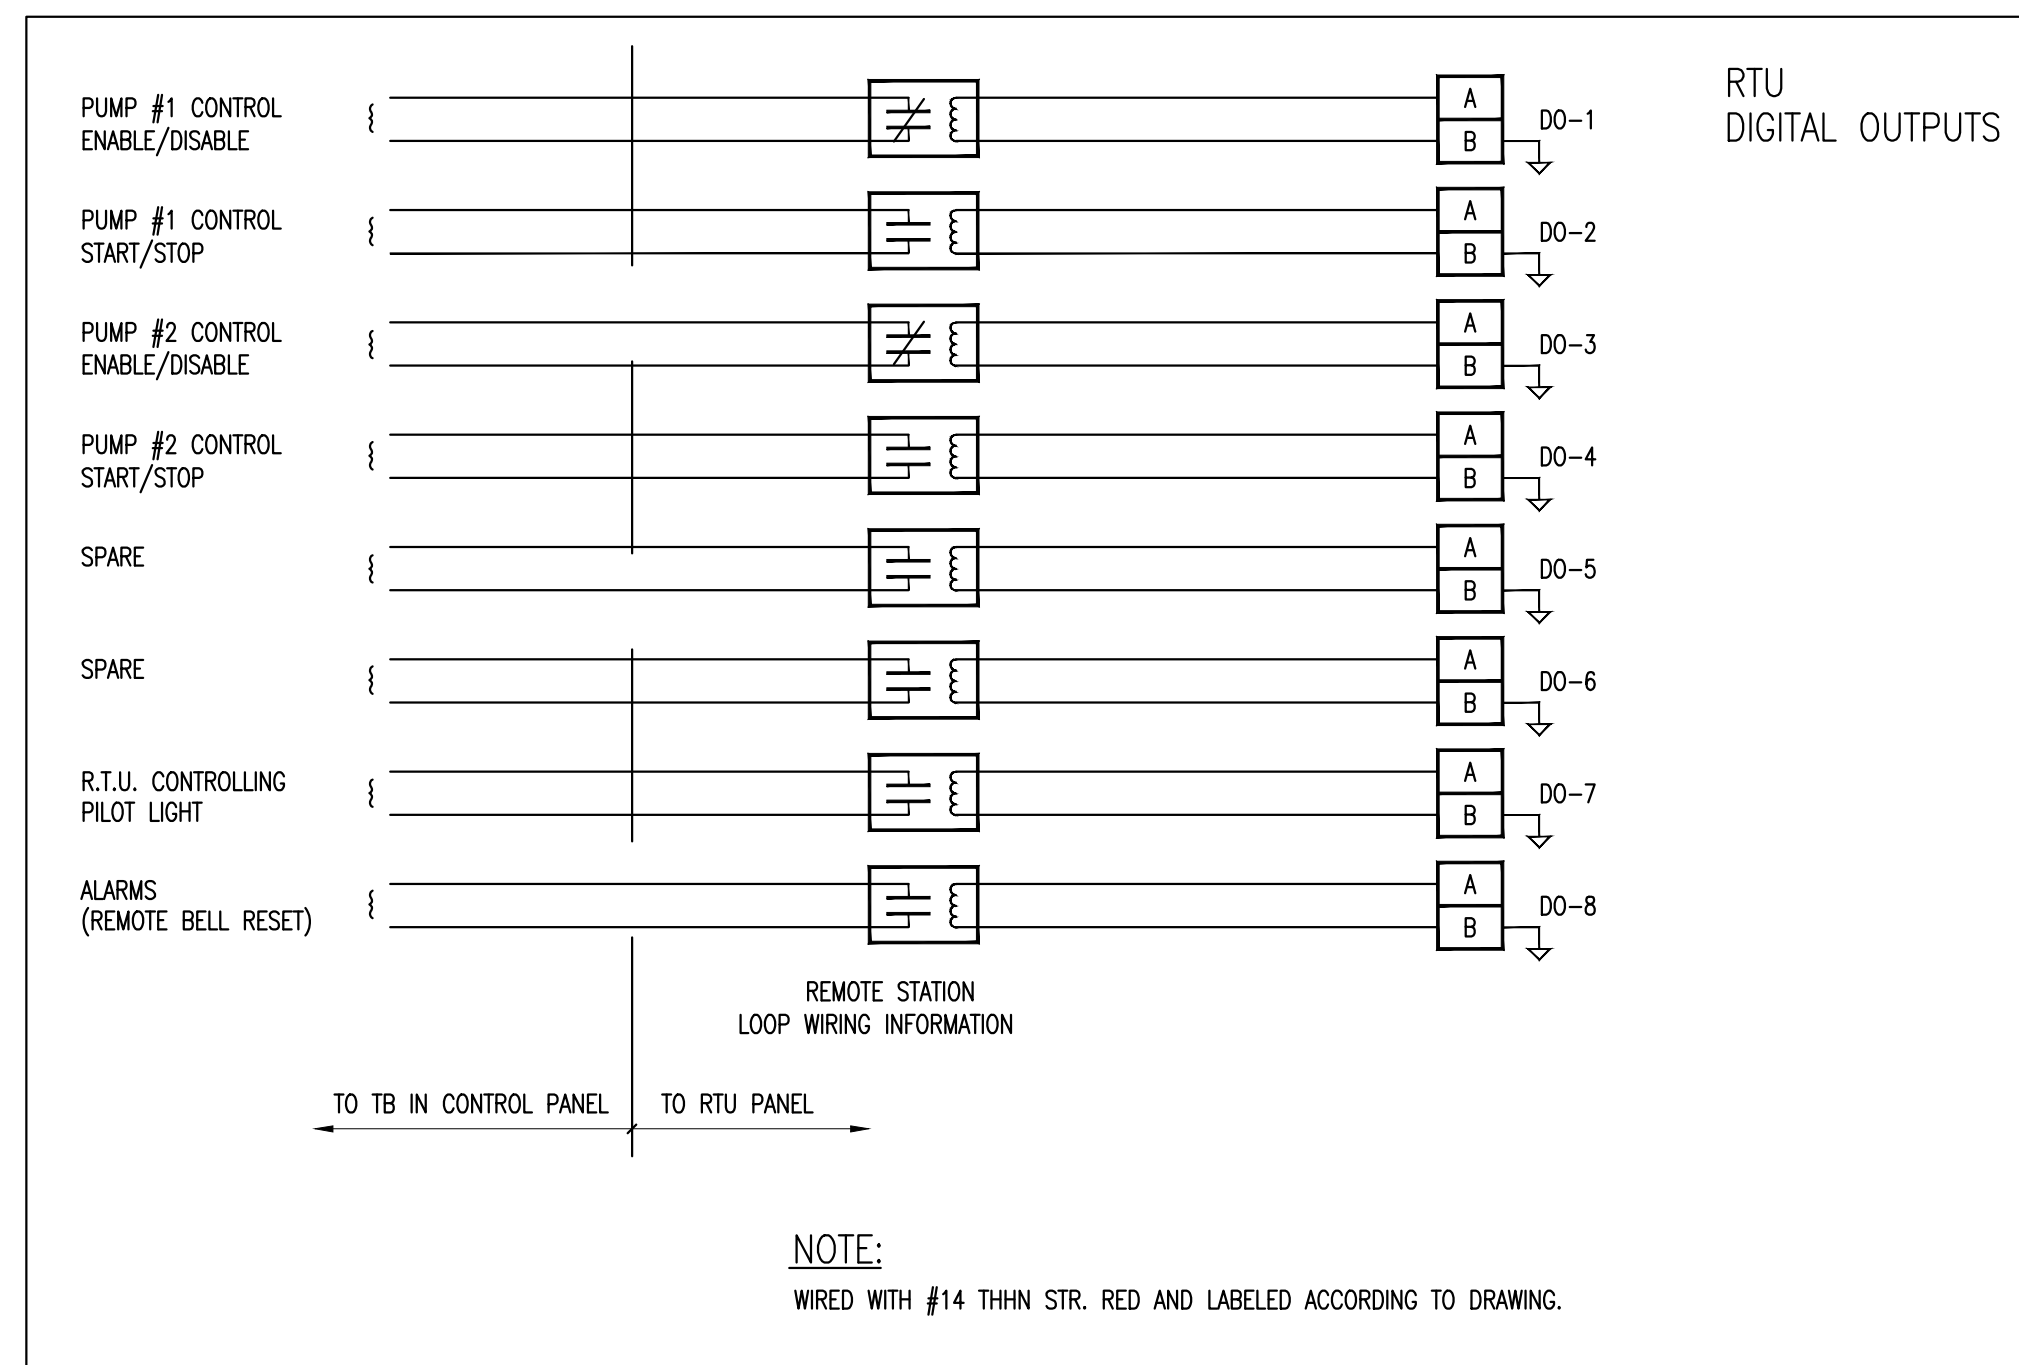 RTU
DIGITAL OUTPUTS
PUMP #1 CONTROL
ENABLE/DISABLE
A
B
DO-1
PUMP #1 CONTROL
START/STOP
A
B
DO-2
PUMP #2 CONTROL
ENABLE/DISABLE
A
B
DO-3
PUMP #2 CONTROL
START/STOP
A
B
DO-4
SPARE
A
B
DO-5
SPARE
A
B
DO-6
R.T.U. CONTROLLING
PILOT LIGHT
A
B
DO-7
ALARMS
(REMOTE BELL RESET)
A
B
DO-8
REMOTE STATION
LOOP WIRING INFORMATION
TO TB IN CONTROL PANEL
TO RTU PANEL
NOTE:
WIRED WITH #14 THHN STR. RED AND LABELED ACCORDING TO DRAWING.